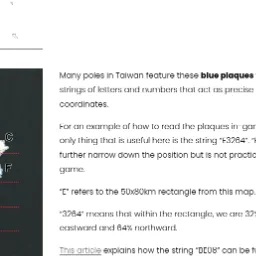 Many poles in Taiwan feature these blue plaques
strings of letters and numbers that act as precise
coordinates.
For an example of how to read the plaques in-gar
only thing that is useful here is the string "E3264". "
further narrow down the position but is not practic
game.
"E" refers to the 50x80km rectangle from this map.
"3264" means that within the rectangle, we are 32%
eastward and 64% northward.
This article explains how the string "BE08" can be fu
C
F